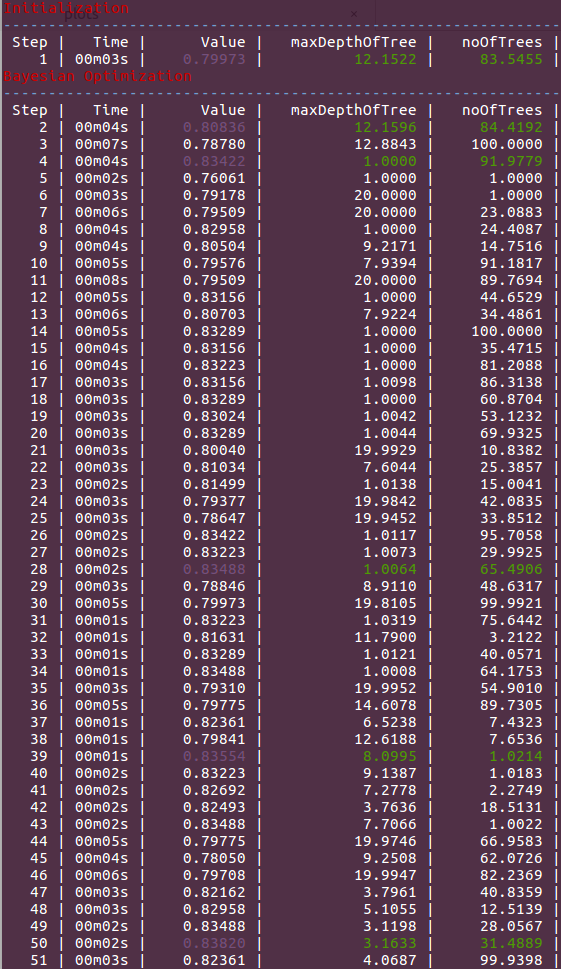 Initialization
plots ×
Step | Time | Value | maxDepthOfTree | noOfTrees |
1 | 00m03s | 0.79973 | 12.1522 | 83.5455 |
Bayesian Optimization
Step | Time | Value | maxDepthOfTree | noOfTrees |
2 | 00m04s | 0.80836 | 12.1596 | 84.4192 |
3 | 00m07s | 0.78780 | 12.8843 | 100.0000 |
4 | 00m04s | 0.83422 | 1.0000 | 91.9779 |
5 | 00m02s | 0.76061 | 1.0000 | 1.0000 |
6 | 00m03s | 0.79178 | 20.0000 | 1.0000 |
7 | 00m06s | 0.79509 | 20.0000 | 23.0883 |
8 | 00m04s | 0.82958 | 1.0000 | 24.4087 |
9 | 00m04s | 0.80504 | 9.2171 | 14.7516 |
10 | 00m05s | 0.79576 | 7.9394 | 91.1817 |
11 | 00m08s | 0.79509 | 20.0000 | 89.7694 |
12 | 00m05s | 0.83156 | 1.0000 | 44.6529 |
13 | 00m06s | 0.80703 | 7.9224 | 34.4861 |
14 | 00m05s | 0.83289 | 1.0000 | 100.0000 |
15 | 00m04s | 0.83156 | 1.0000 | 35.4715 |
16 | 00m04s | 0.83223 | 1.0000 | 81.2088 |
17 | 00m03s | 0.83156 | 1.0098 | 86.3138 |
18 | 00m03s | 0.83289 | 1.0000 | 60.8704 |
19 | 00m03s | 0.83024 | 1.0042 | 53.1232 |
20 | 00m03s | 0.83289 | 1.0044 | 69.9325 |
21 | 00m03s | 0.80040 | 19.9929 | 10.8382 |
22 | 00m03s | 0.81034 | 7.6044 | 25.3857 |
23 | 00m02s | 0.81499 | 1.0138 | 15.0041 |
24 | 00m03s | 0.79377 | 19.9842 | 42.0835 |
25 | 00m03s | 0.78647 | 19.9452 | 33.8512 |
26 | 00m02s | 0.83422 | 1.0117 | 95.7058 |
27 | 00m02s | 0.83223 | 1.0073 | 29.9925 |
28 | 00m02s | 0.83488 | 1.0064 | 65.4906 |
29 | 00m03s | 0.78846 | 8.9110 | 48.6317 |
30 | 00m05s | 0.79973 | 19.8105 | 99.9921 |
31 | 00m01s | 0.83223 | 1.0319 | 75.6442 |
32 | 00m01s | 0.81631 | 11.7900 | 3.2122 |
33 | 00m01s | 0.83289 | 1.0121 | 40.0571 |
34 | 00m01s | 0.83488 | 1.0008 | 64.1753 |
35 | 00m03s | 0.79310 | 19.9952 | 54.9010 |
36 | 00m05s | 0.79775 | 14.6078 | 89.7305 |
37 | 00m01s | 0.82361 | 6.5238 | 7.4323 |
38 | 00m01s | 0.79841 | 12.6188 | 7.6536 |
39 | 00m01s | 0.83554 | 8.0995 | 1.0214 |
40 | 00m02s | 0.83223 | 9.1387 | 1.0183 |
41 | 00m02s | 0.82692 | 7.2778 | 2.2749 |
42 | 00m02s | 0.82493 | 3.7636 | 18.5131 |
43 | 00m02s | 0.83488 | 7.7066 | 1.0022 |
44 | 00m05s | 0.79775 | 19.9746 | 66.9583 |
45 | 00m04s | 0.78050 | 9.2508 | 62.0726 |
46 | 00m06s | 0.79708 | 19.9947 | 82.2369 |
47 | 00m03s | 0.82162 | 3.7961 | 40.8359 |
48 | 00m03s | 0.82958 | 5.1055 | 12.5139 |
49 | 00m02s | 0.83488 | 3.1198 | 28.0567 |
50 | 00m02s | 0.83820 | 3.1633 | 31.4889 |
51 | 00m03s | 0.82361 | 4.0687 | 99.9398 |